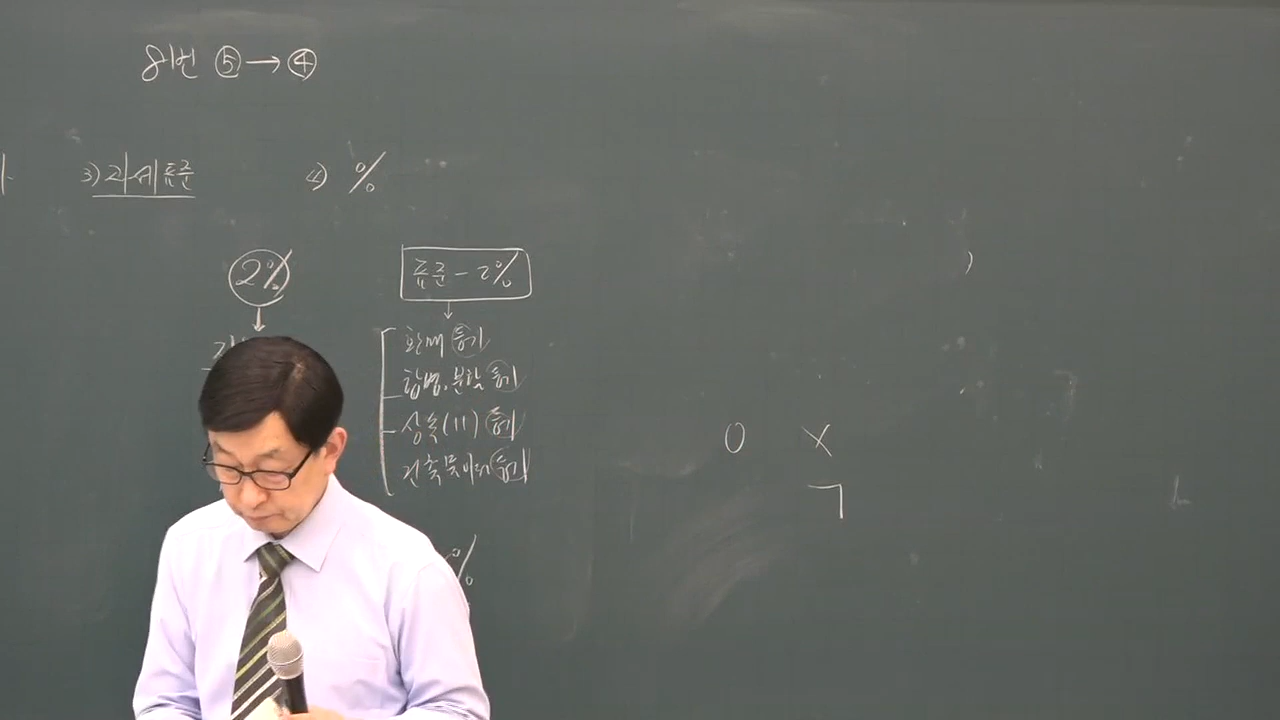 81번 ⑤→④
3) 과세표준 4) %
2%
표준-2%
환매 등기
합병.분할 등기
상속(11) 등기
건축물이전 등기
%
O X
ㄱ